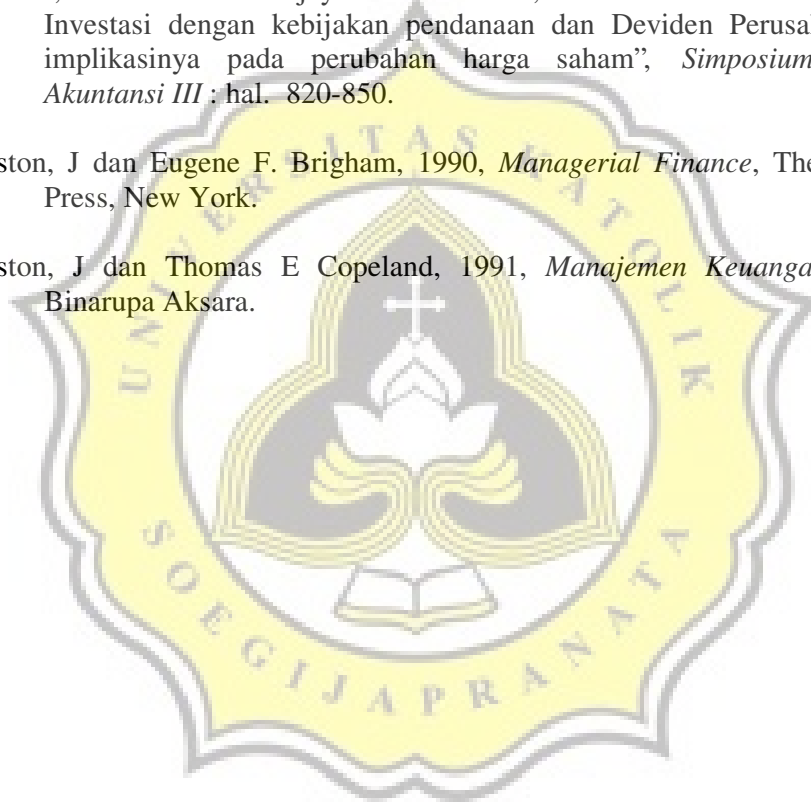 Investasi dengan kebijakan pendanaan dan Deviden Perusa
implikasinya pada perubahan harga saham”, Simposium
Akuntansi III : hal. 820-850.
ston, J dan Eugene F. Brigham, 1990, Managerial Finance, The
Press, New York.
ston, J dan Thomas E Copeland, 1991, Manajemen Keuanga
Binarupa Aksara.
UNIVERSITAS KATOLIK
SOEGIJAPRANATA